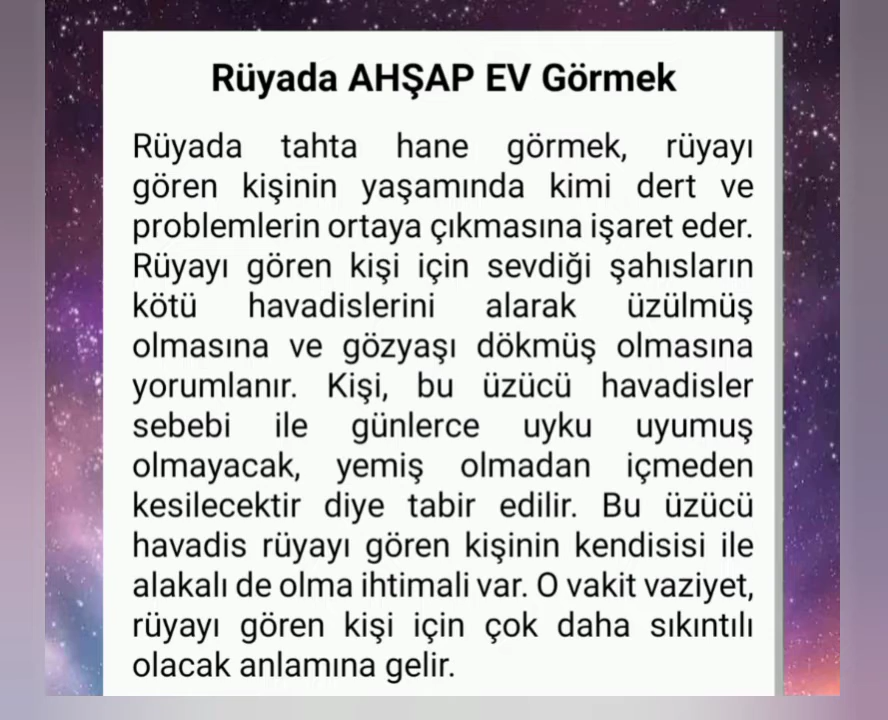 Rüyada AHŞAP EV Görmek
Rüyada tahta hane görmek, rüyayı
gören kişinin yaşamında kimi dert ve
problemlerin ortaya çıkmasına işaret eder.
Rüyayı gören kişi için sevdiği şahısların
kötü havadislerini alarak üzülmüş
olmasına ve gözyaşı dökmüş olmasına
yorumlanır. Kişi, bu üzücü havadisler
sebebi ile günlerce uyku uyumuş
olmayacak, yemiş olmadan içmeden
kesilecektir diye tabir edilir. Bu üzücü
havadis rüyayı gören kişinin kendisisi ile
alakalı de olma ihtimali var. O vakit vaziyet,
rüyayı gören kişi için çok daha sıkıntılı
olacak anlamına gelir.